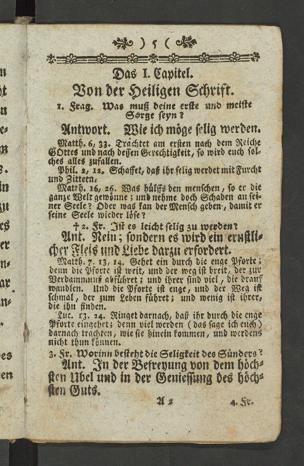 ) 5 (
Das I. Capitel.
Von der Heiligen Schrift.
1. Frag. Was muß deine erste und meiste
Sorge seyn?
Antwort. Wie ich möge selig werden.
Matth. 6, 33. Trachtet am ersten nach dem Reiche
GOttes und nach dessen Gerechtigkeit, so wird euch sol-
ches alles zufallen.
Phil. 2, 12. Schaffet, daß ihr selig werdet mit Furcht
und Zittern.
Matth. 16, 26. Was hülffs den menschen, so er die
ganze Welt gewönne; und nehme doch Schaden an sei-
ner Seele? Oder was kan der Mensch geben, damit er
seine Seele wieder löse?
† 2. Fr. Ist es leicht selig zu werden?
Ant. Nein; sondern es wird ein ernstli-
cher Fleis und Liebe darzu erfordert.
Matth. 7, 13. 14. Gehet ein durch die enge Pforte;
denn die Pforte ist weit, und der weg ist breit, der zur
Verdammnus abführet; und ihrer sind viel, die drauf
wandlen. Und die Pforte ist enge, und der Weg ist
schmal, der zum Leben führet; und wenig ist ihrer,
die ihn finden.
Luc. 13, 24. Ringet darnach, daß ihr durch die enge
Pforte eingehet; denn viel werden (das sage ich euch)
darnach trachten, wie sie hinein kommen, und werdens
nicht thun können.
3. Fr. Worinn besteht die Seligkeit des Sünders?
Ant. In der Befreyung von dem höch-
sten Ubel und in der Geniessung des höch-
sten Guts.
A 2 4. Fr.